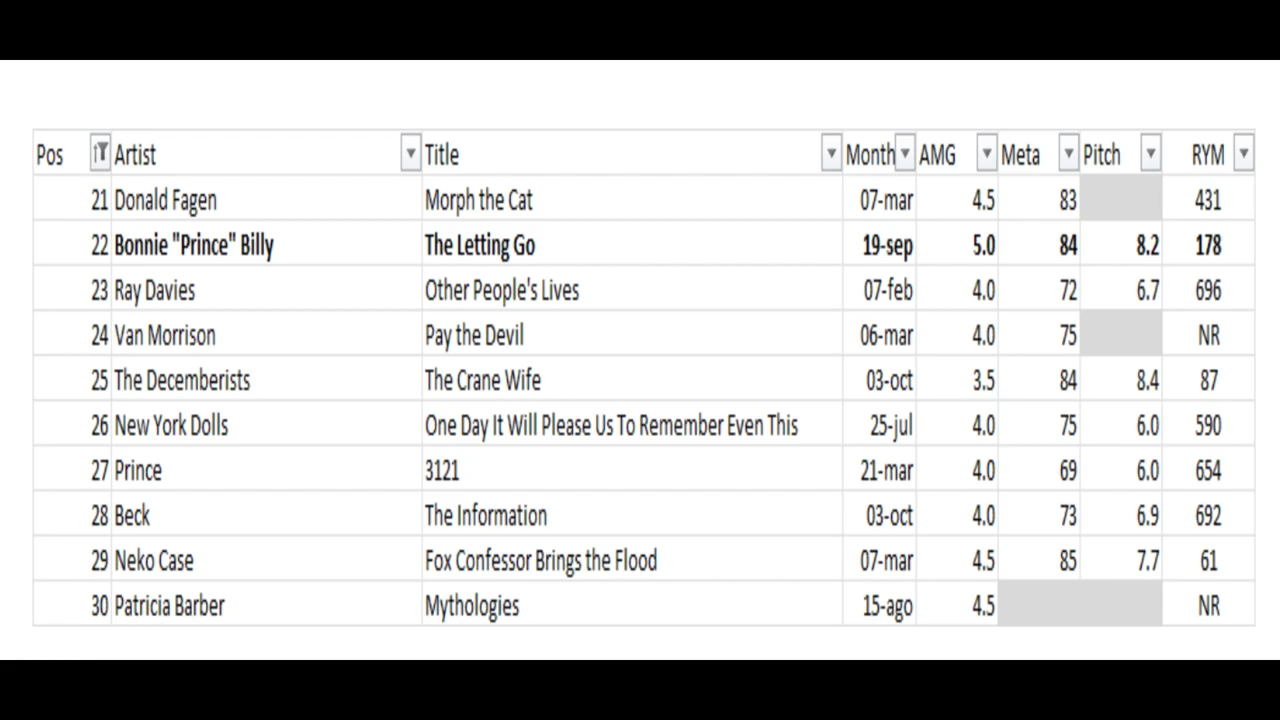 Pos Artist Title Month AMG Meta Pitch RYM
21 Donald Fagen Morph the Cat 07-mar 4.5 83 431
22 Bonnie "Prince" Billy The Letting Go 19-sep 5.0 84 8.2 178
23 Ray Davies Other People's Lives 07-feb 4.0 72 6.7 696
24 Van Morrison Pay the Devil 06-mar 4.0 75 NR
25 The Decemberists The Crane Wife 03-oct 3.5 84 8.4 87
26 New York Dolls One Day It Will Please Us To Remember Even This 25-jul 4.0 75 6.0 590
27 Prince 3121 21-mar 4.0 69 6.0 654
28 Beck The Information 03-oct 4.0 73 6.9 692
29 Neko Case Fox Confessor Brings the Flood 07-mar 4.5 85 7.7 61
30 Patricia Barber Mythologies 15-ago 4.5 NR